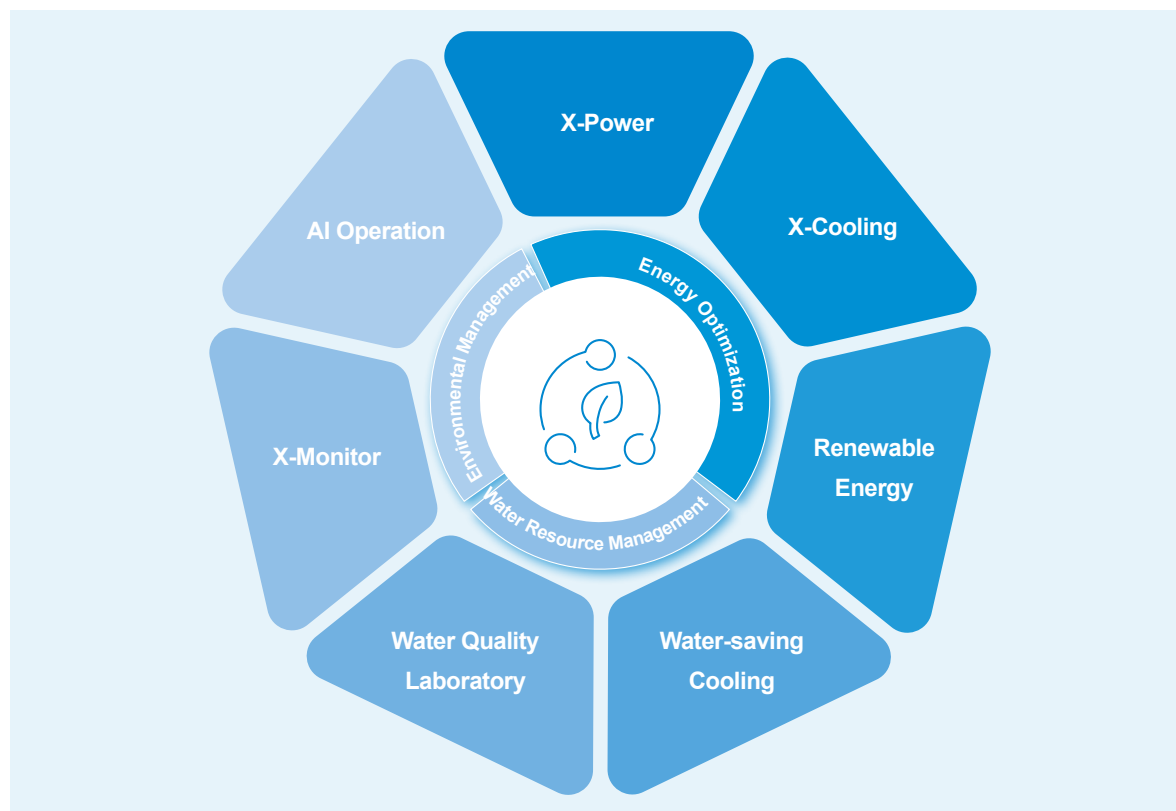 X-Power
X-Cooling
Renewable
Energy
Water-saving
Cooling
Water Quality
Laboratory
X-Monitor
AI Operation
Energy Optimization
Water Resource Management
Environmental Management